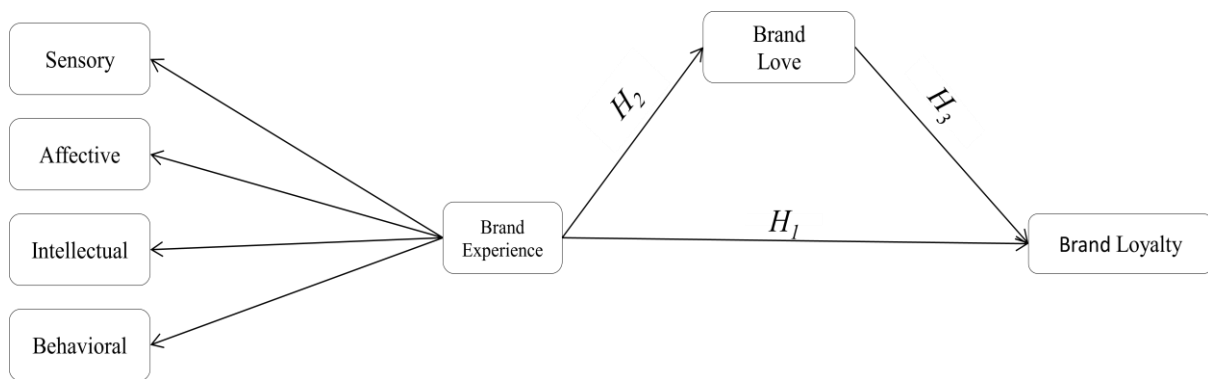 Sensory
Affective
Intellectual
Behavioral
Brand
Experience
H2
Brand
Love
H3
H1
Brand Loyalty